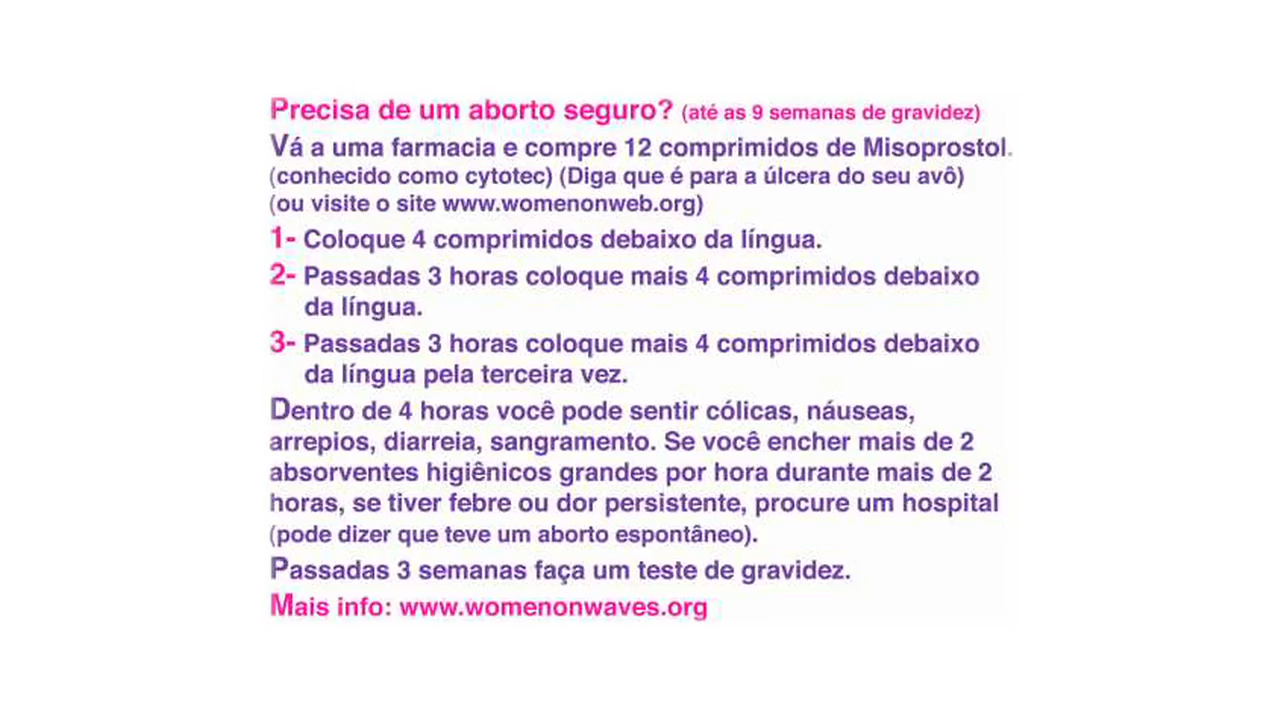 Precisa de um aborto seguro? (até as 9 semanas de gravidez)
Vá a uma farmacia e compre 12 comprimidos de Misoprostol.
(conhecido como cytotec) (Diga que é para a úlcera do seu avô)
(ou visite o site www.womenonweb.org)
1- Coloque 4 comprimidos debaixo da língua.
2- Passadas 3 horas coloque mais 4 comprimidos debaixo
da língua.
3- Passadas 3 horas coloque mais 4 comprimidos debaixo
da língua pela terceira vez.
Dentro de 4 horas você pode sentir cólicas, náuseas,
arrepios, diarreia, sangramento. Se você encher mais de 2
absorventes higiênicos grandes por hora durante mais de 2
horas, se tiver febre ou dor persistente, procure um hospital
(pode dizer que teve um aborto espontâneo).
Passadas 3 semanas faça um teste de gravidez.
Mais info: www.womenonwaves.org